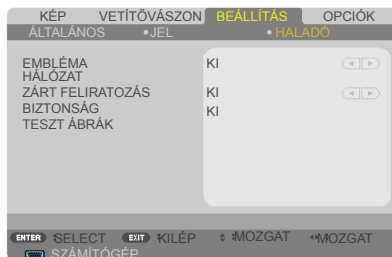 KÉP VETÍTŐVÁSZON BEÁLLÍTÁS OPCIÓK
ÁLTALÁNOS •JEL • HALADÓ
EMBLÉMA KI
HÁLÓZAT
ZÁRT FELIRATOZÁS KI
BIZTONSÁG KI
TESZT ÁBRÁK
ENTER :SELECT EXIT :KILÉP :MOZGAT :MOZGAT
SZÁMÍTÓGÉP